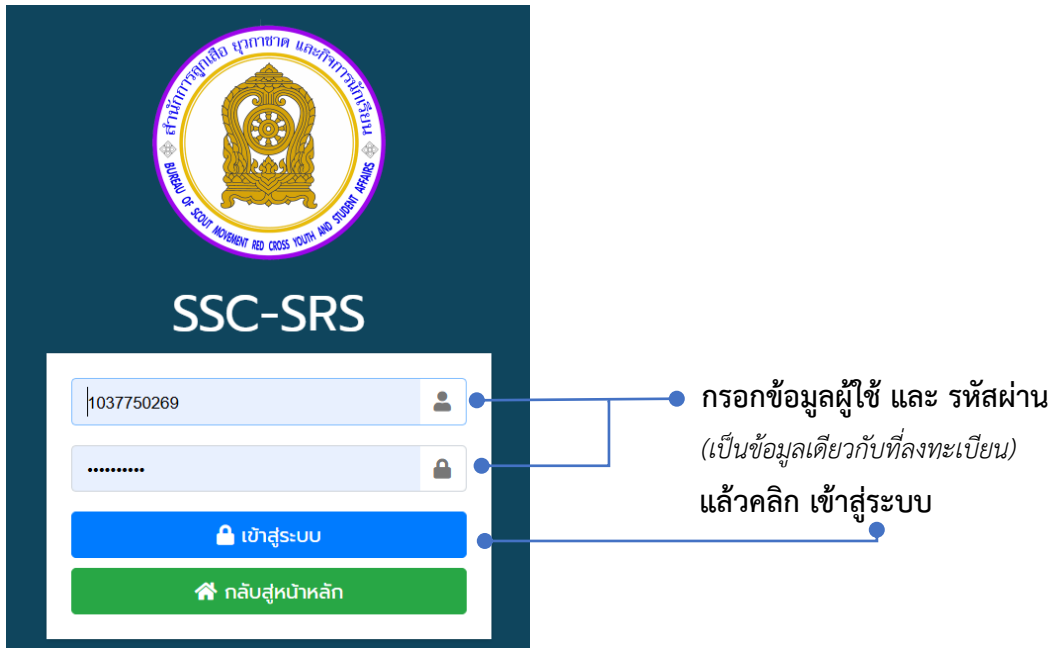 สำนักการลูกเสือ ยุวกาชาด และกิจการนักเรียน
BUREAU OF SCOUT MOVEMENT RED CROSS YOUTH AND STUDENT AFFAIRS
SSC-SRS
1037750269
••••••••••
เข้าสู่ระบบ
กลับสู่หน้าหลัก
กรอกข้อมูลผู้ใช้ และ รหัสผ่าน
(เป็นข้อมูลเดียวกับที่ลงทะเบียน)
แล้วคลิก เข้าสู่ระบบ